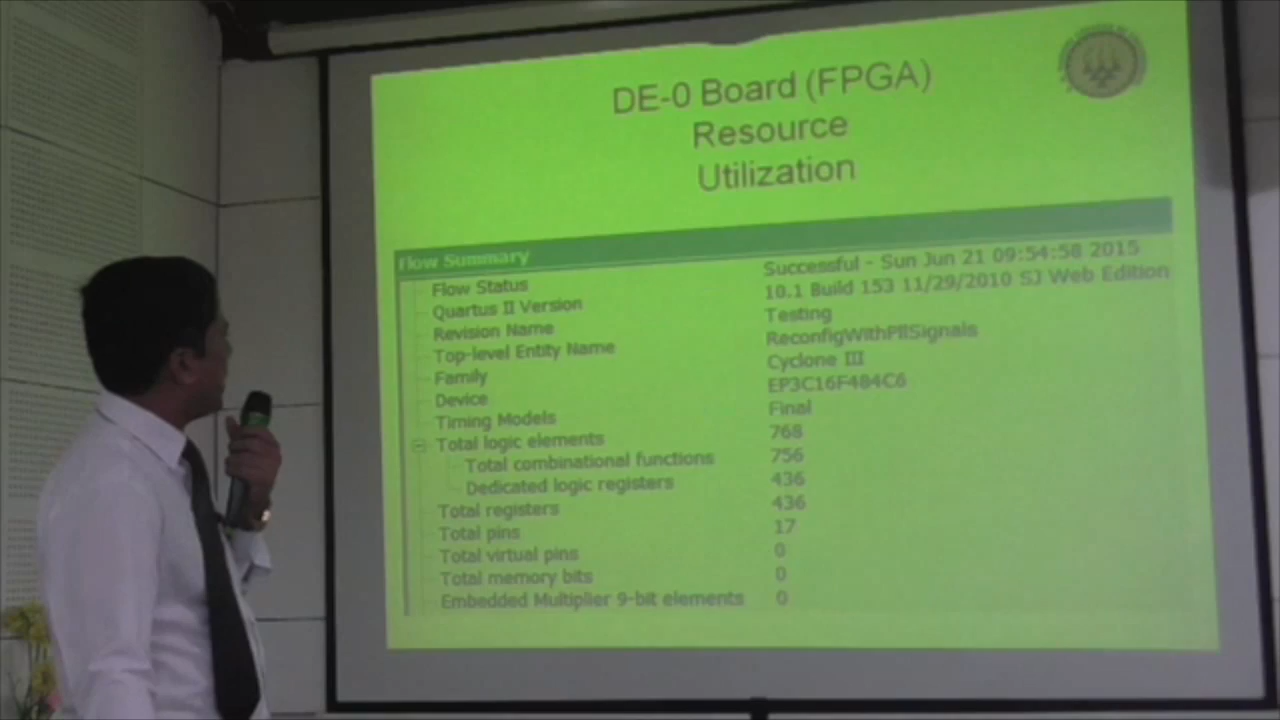 DE-0 Board (FPGA)
Resource
Utilization
Flow Summary
Flow Status Successful - Sun Jun 21 09:54:58 2015
Quartus II Version 10.1 Build 153 11/29/2010 SJ Web Edition
Revision Name Testing
Top-level Entity Name ReconfigWithPllSignals
Family Cyclone III
Device EP3C16F484C6
Timing Models Final
Total logic elements 768
Total combinational functions 756
Dedicated logic registers 436
Total registers 436
Total pins 17
Total virtual pins 0
Total memory bits 0
Embedded Multiplier 9-bit elements 0